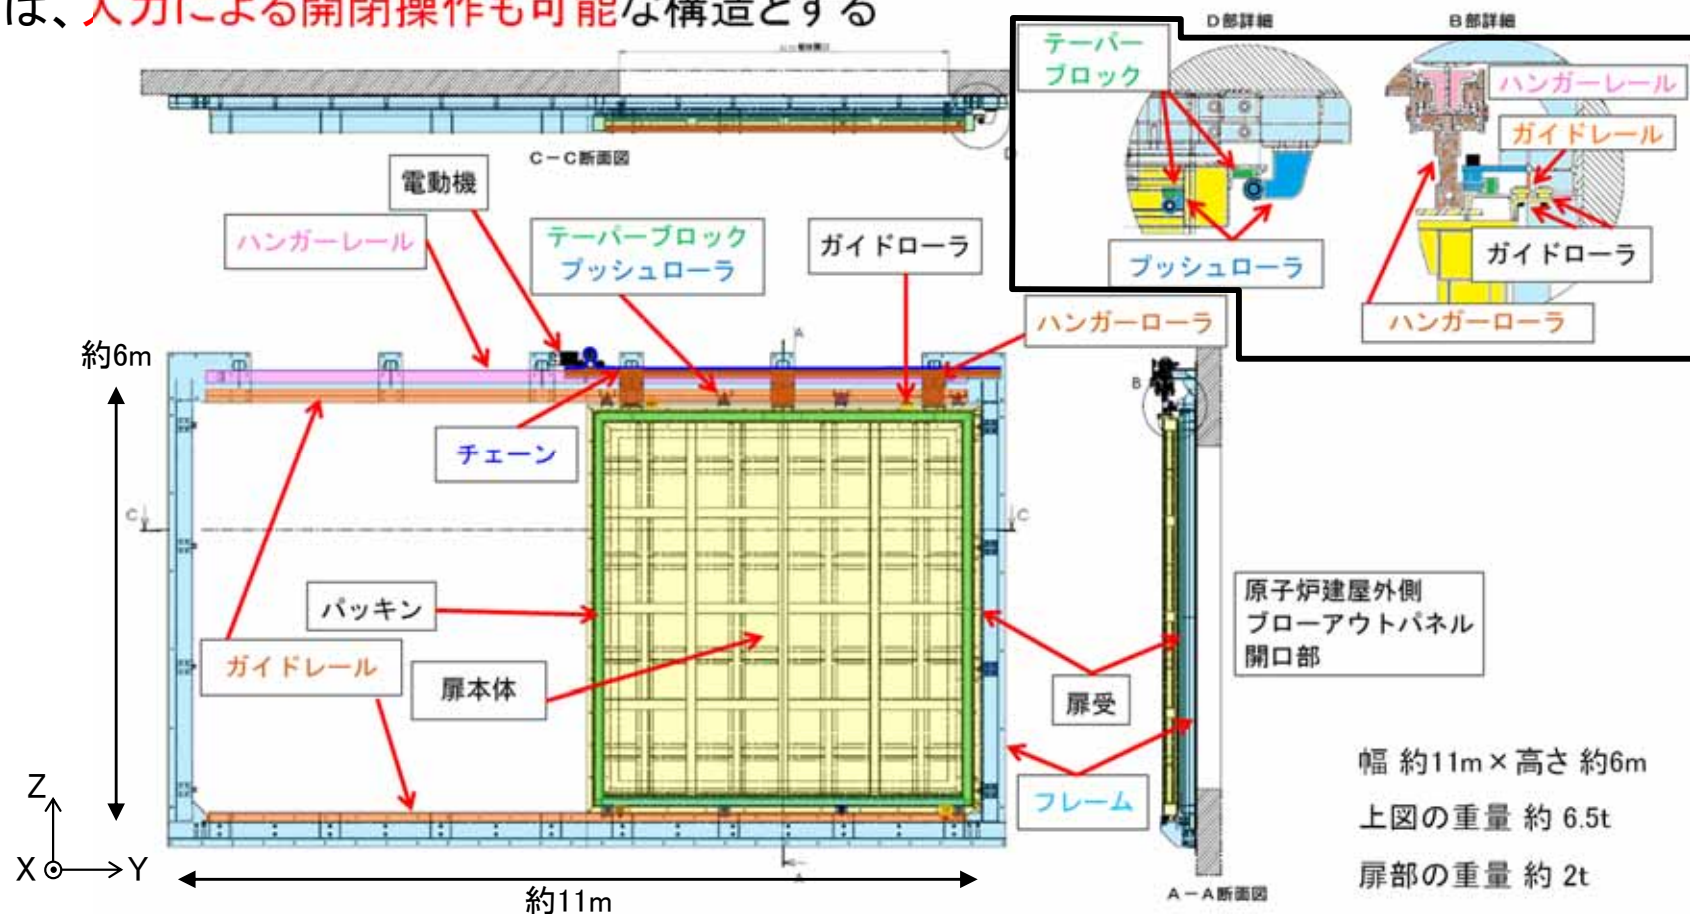 は、人力による開閉操作も可能な構造とする
D部詳細
B部詳細
テーパー
ブロック
ハンガーレール
ガイドレール
ガイドローラ
プッシュローラ
ハンガーローラ
C-C断面図
電動機
ハンガーレール
テーパーブロック
プッシュローラ
ガイドローラ
ハンガーローラ
A
約6m
B
チェーン
C
C
パッキン
ガイドレール
扉本体
扉受
原子炉建屋外側
ブローアウトパネル
開口部
フレーム
幅 約11m×高さ 約6m
上図の重量 約 6.5t
扉部の重量 約 2t
Z
X
Y
A
約11m
A-A断面図